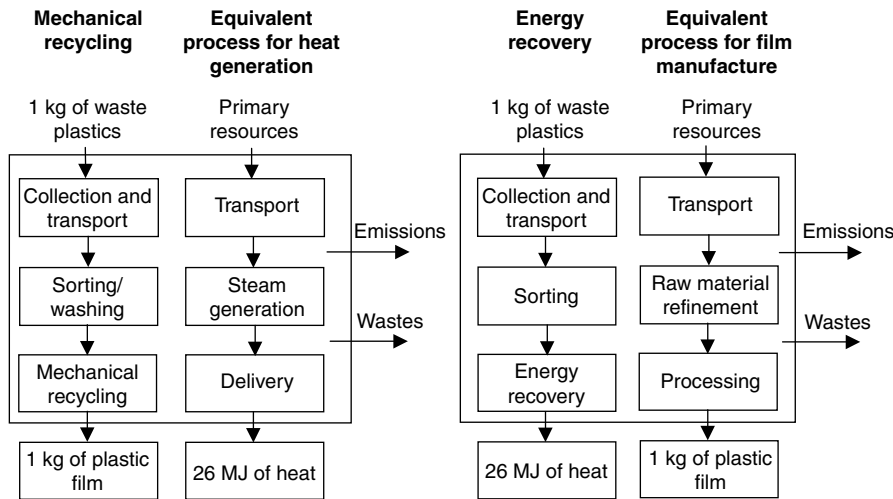 Mechanical
recycling
Equivalent
process for heat
generation
Energy
recovery
Equivalent
process for film
manufacture
1 kg of waste
plastics
Primary
resources
1 kg of waste
plastics
Primary
resources
Collection and
transport
Transport
Collection and
transport
Transport
Emissions
Emissions
Sorting/
washing
Steam
generation
Sorting
Raw material
refinement
Wastes
Wastes
Mechanical
recycling
Delivery
Energy
recovery
Processing
1 kg of plastic
film
26 MJ of heat
26 MJ of heat
1 kg of plastic
film